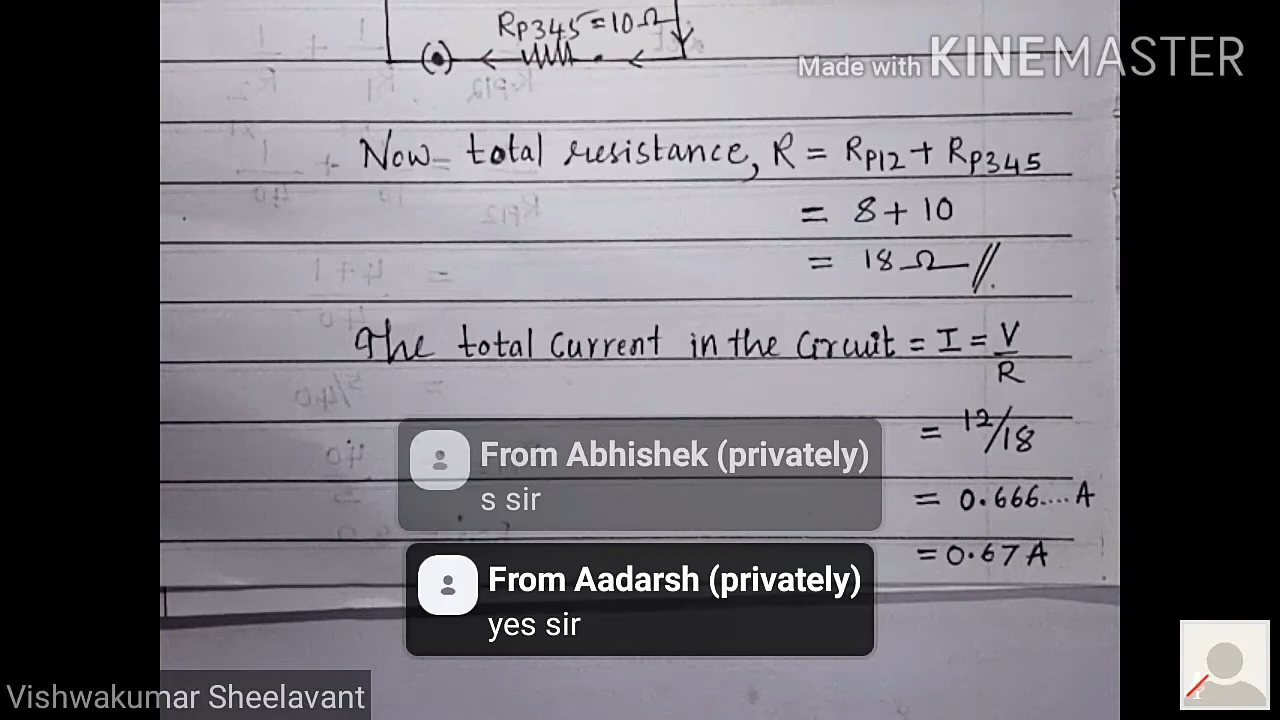 RP345 = 10 Ω
Made with KINEMASTER
Now total resistance, R = RP12 + RP345
= 8 + 10
= 18 Ω //.
The total current in the circuit = I = V/R
= 12/18
From Abhishek (privately)
s sir
= 0.666.... A
= 0.67 A
From Aadarsh (privately)
yes sir
Vishwakumar Sheelavant